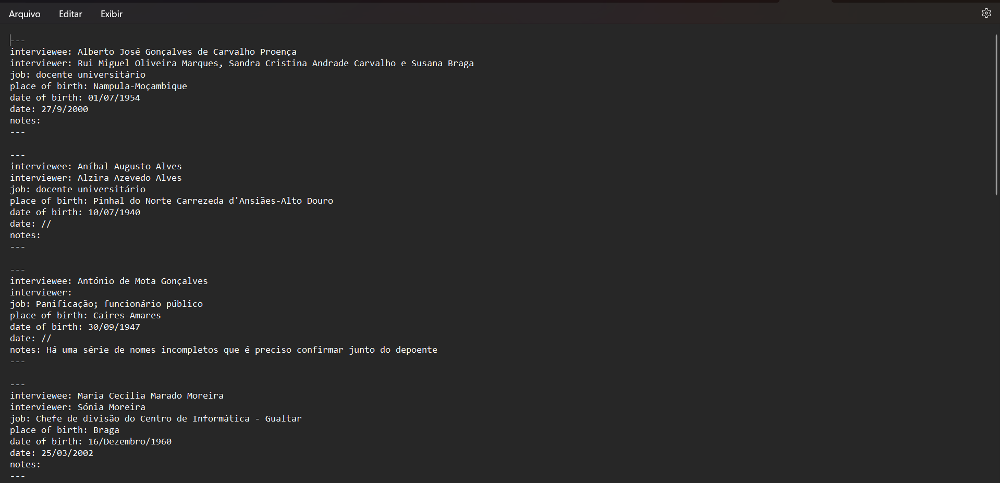 Arquivo Editar Exibir
---
interviewee: Alberto José Gonçalves de Carvalho Proença
interviewer: Rui Miguel Oliveira Marques, Sandra Cristina Andrade Carvalho e Susana Braga
job: docente universitário
place of birth: Nampula-Moçambique
date of birth: 01/07/1954
date: 27/9/2000
notes:
---
---
interviewee: Aníbal Augusto Alves
interviewer: Alzira Azevedo Alves
job: docente universitário
place of birth: Pinhal do Norte Carrezeda d'Ansiães-Alto Douro
date of birth: 10/07/1940
date: //
notes:
---
---
interviewee: António de Mota Gonçalves
interviewer:
job: Panificação; funcionário público
place of birth: Caires-Amares
date of birth: 30/09/1947
date: //
notes: Há uma série de nomes incompletos que é preciso confirmar junto do depoente
---
---
interviewee: Maria Cecília Marado Moreira
interviewer: Sónia Moreira
job: Chefe de divisão do Centro de Informática - Gualtar
place of birth: Braga
date of birth: 16/Dezembro/1960
date: 25/03/2002
notes:
---